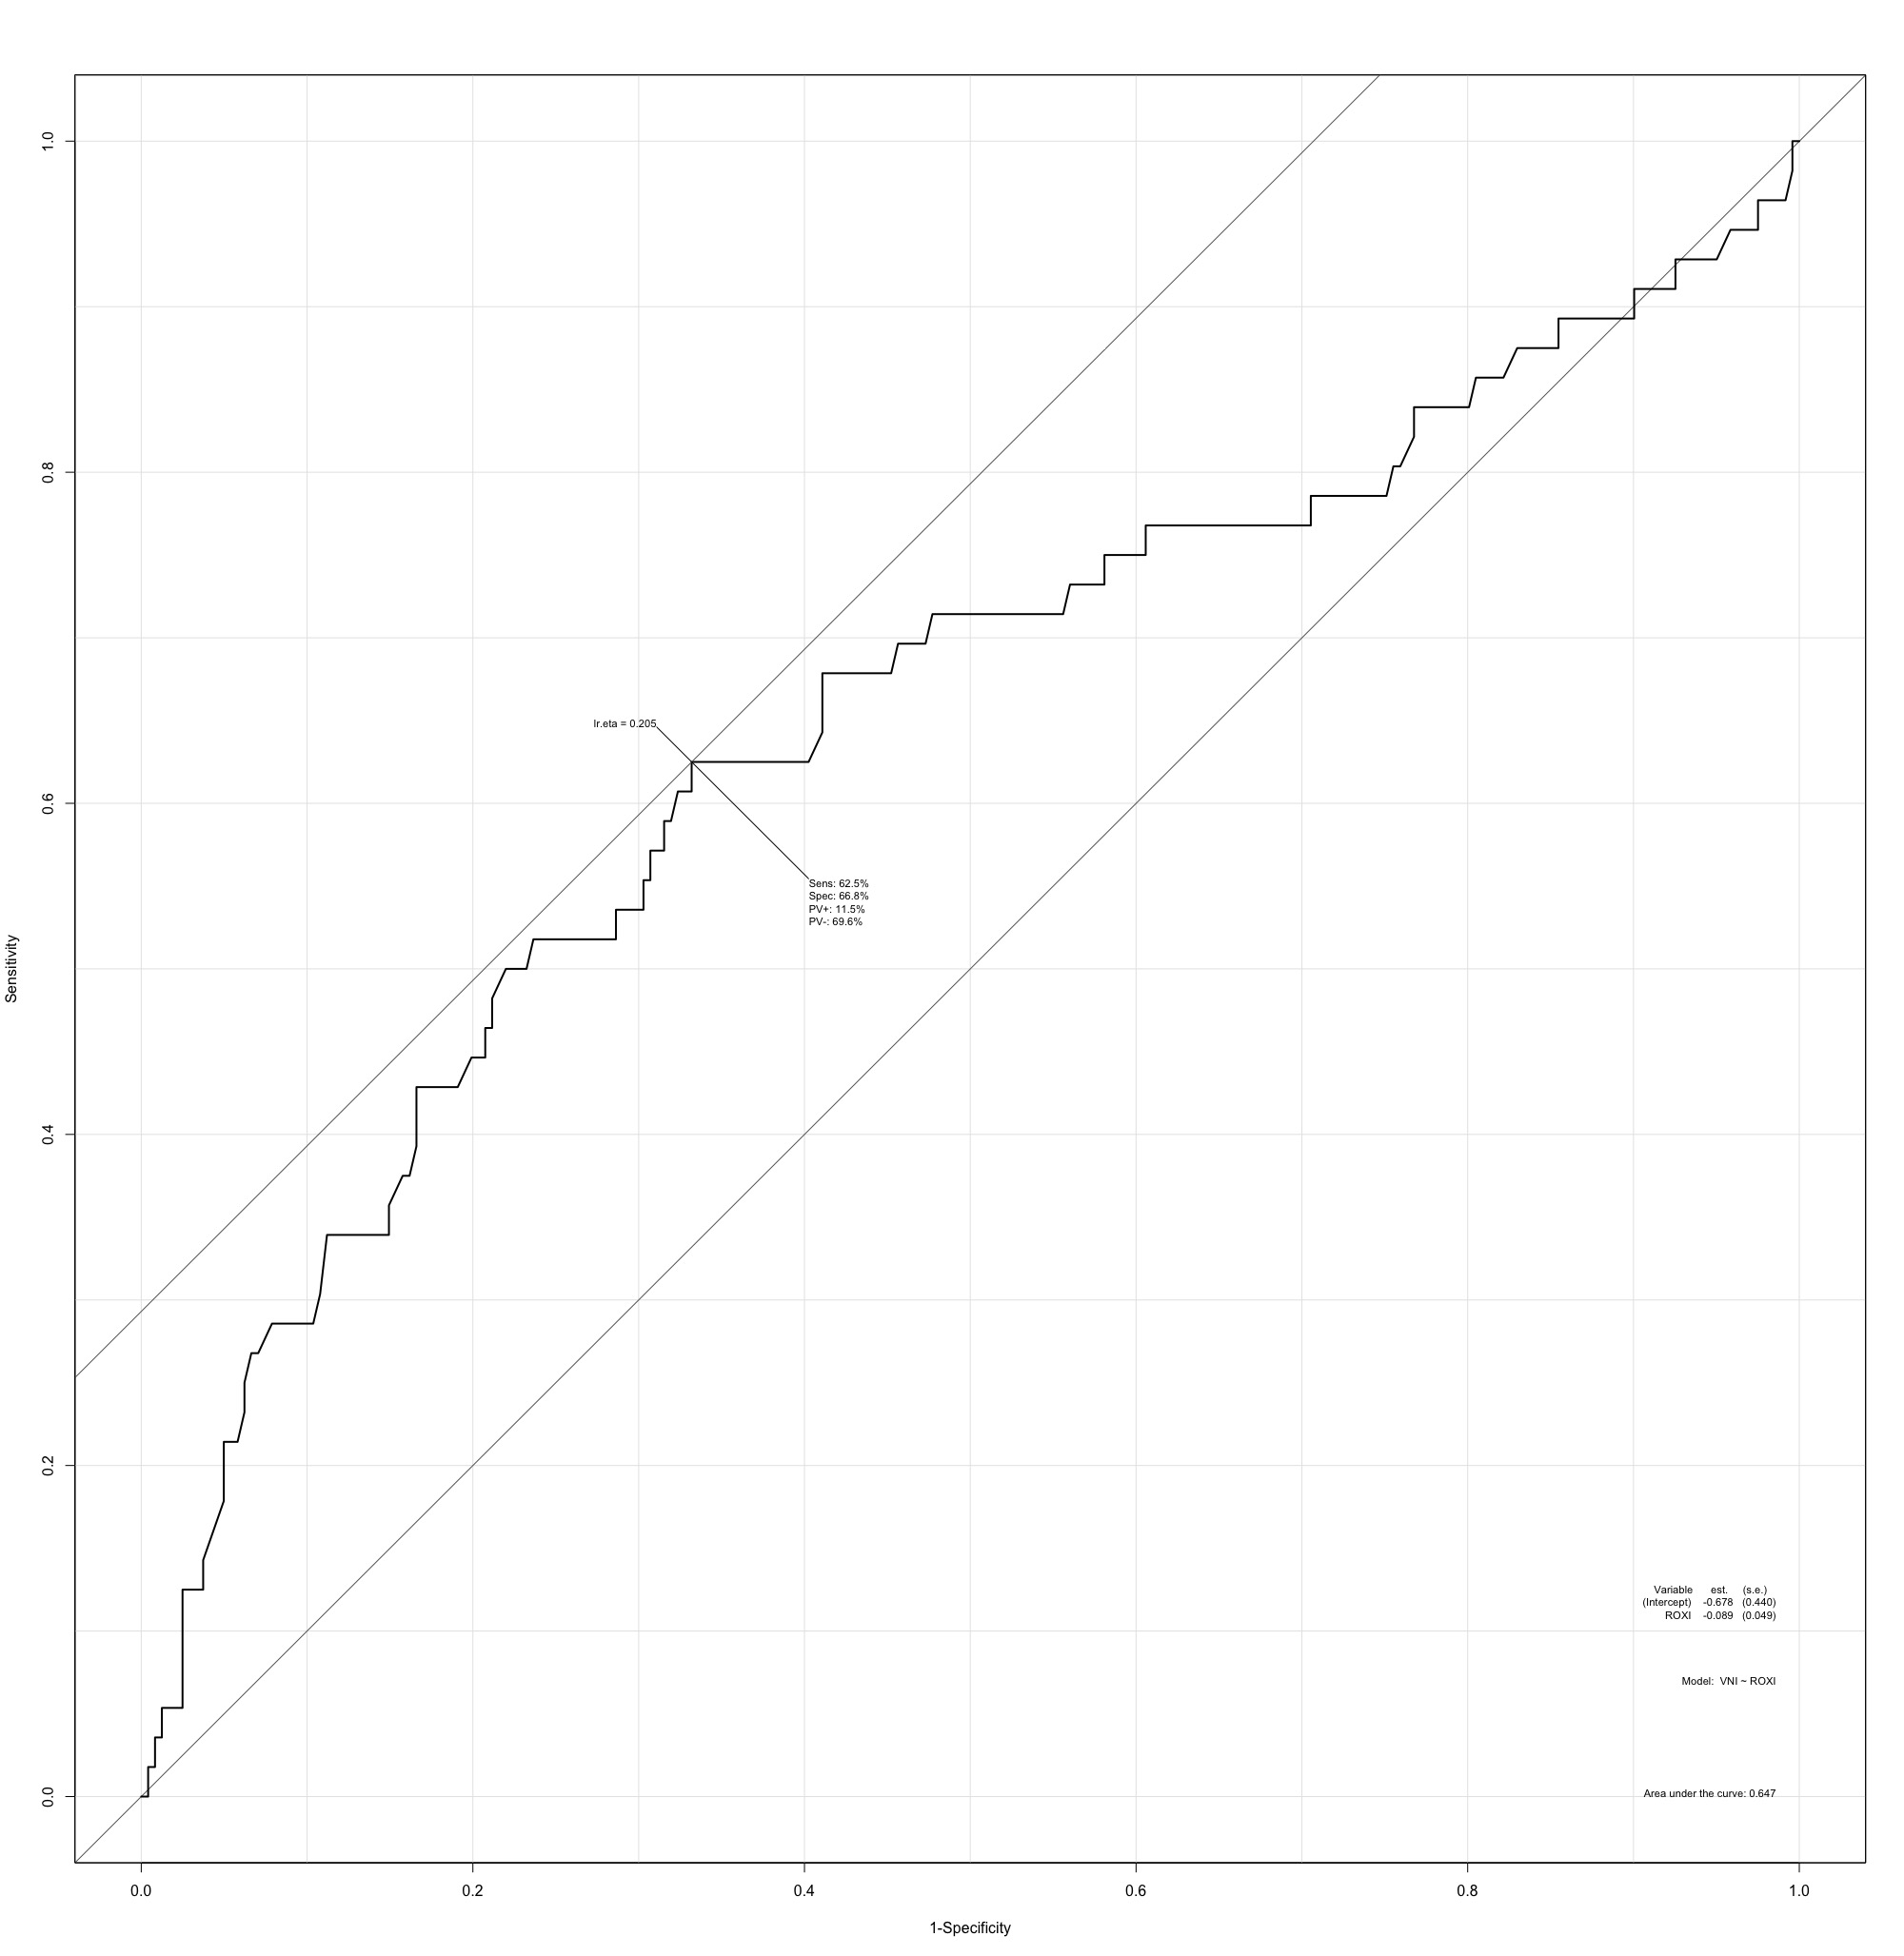 1.0
0.8
0.6
0.4
0.2
0.0
Sensitivity
lr.eta = 0.205
Sens: 62.5%
Spec: 66.8%
PV+: 11.5%
PV-: 69.6%
Variable est. (s.e.)
(Intercept) -0.678 (0.440)
ROXI -0.089 (0.049)
Model: VNI ~ ROXI
Area under the curve: 0.647
0.0 0.2 0.4 0.6 0.8 1.0
1-Specificity